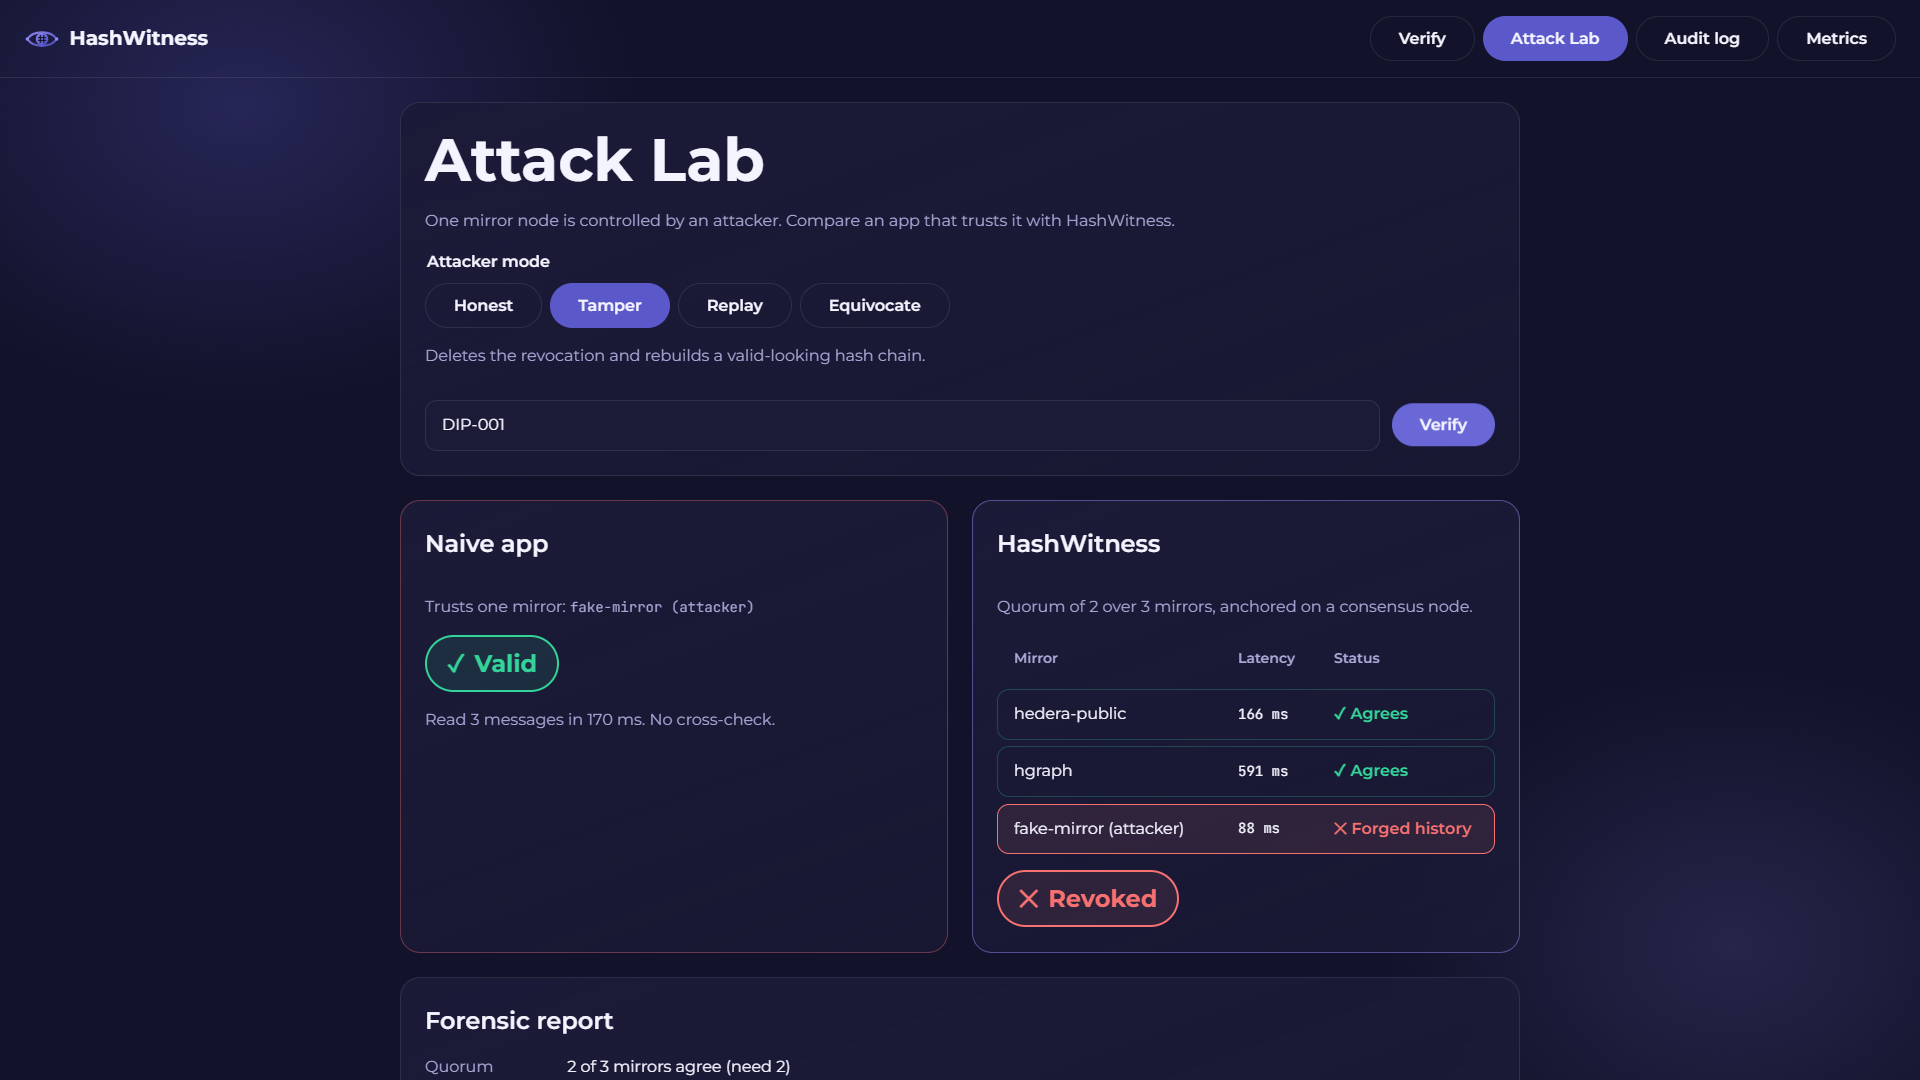 HashWitness
Verify
Attack Lab
Audit log
Metrics
Attack Lab
One mirror node is controlled by an attacker. Compare an app that trusts it with HashWitness.
Attacker mode
Honest
Tamper
Replay
Equivocate
Deletes the revocation and rebuilds a valid-looking hash chain.
DIP-001
Verify
Naive app
Trusts one mirror: fake-mirror (attacker)
✓ Valid
Read 3 messages in 170 ms. No cross-check.
HashWitness
Quorum of 2 over 3 mirrors, anchored on a consensus node.
Mirror Latency Status
hedera-public 166 ms ✓ Agrees
hgraph 591 ms ✓ Agrees
fake-mirror (attacker) 88 ms ✕ Forged history
✕ Revoked
Forensic report
Quorum 2 of 3 mirrors agree (need 2)